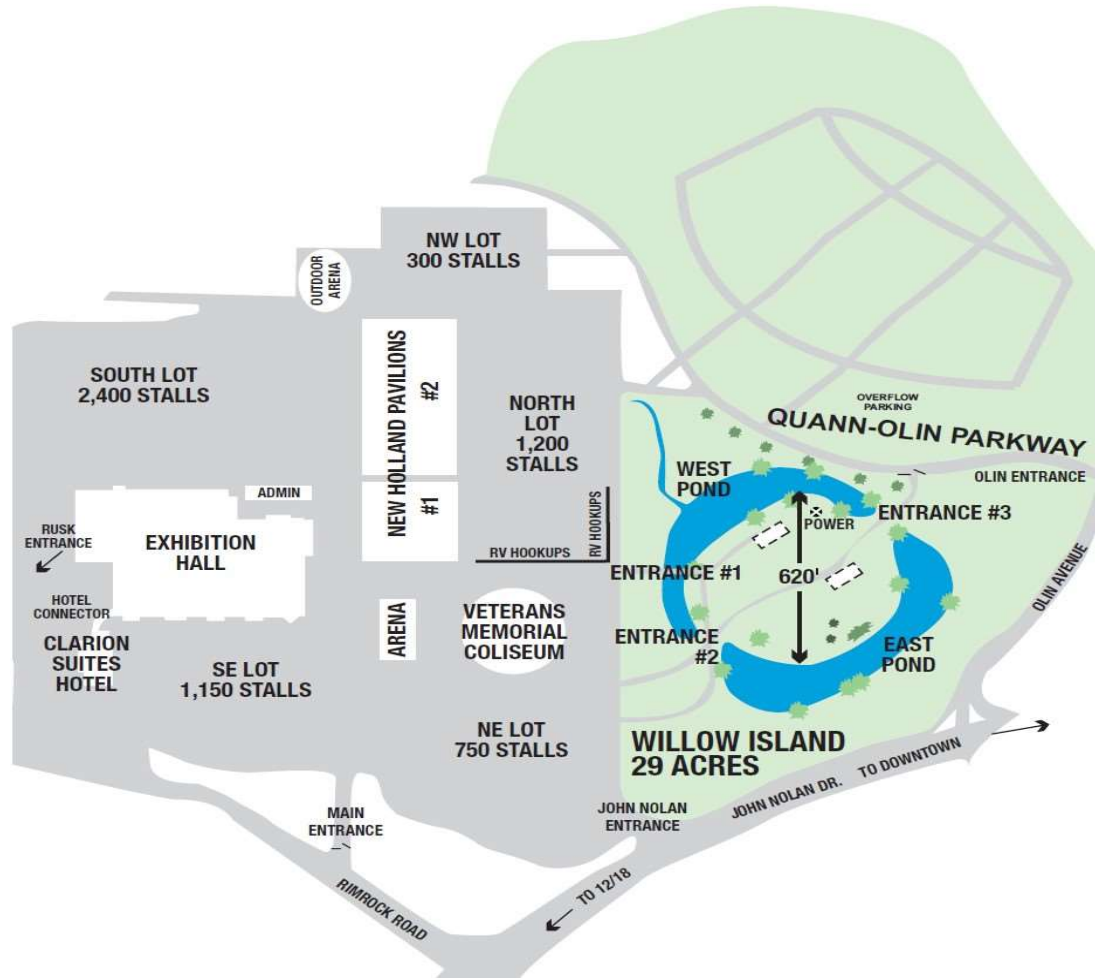 NW LOT
300 STALLS
OUTDOOR
ARENA
SOUTH LOT
2,400 STALLS
NEW HOLLAND PAVILIONS
#2
#1
NORTH
LOT
1,200
STALLS
OVERFLOW
PARKING
QUANN-OLIN PARKWAY
OLIN ENTRANCE
WEST
POND
POWER
ENTRANCE #3
ADMIN
RUSK
ENTRANCE
EXHIBITION
HALL
RV HOOKUPS
RV HOOKUPS
ENTRANCE #1
620'
OLIN AVENUE
HOTEL
CONNECTOR
CLARION
SUITES
HOTEL
ARENA
VETERANS
MEMORIAL
COLISEUM
ENTRANCE
#2
EAST
POND
SE LOT
1,150 STALLS
NE LOT
750 STALLS
WILLOW ISLAND
29 ACRES
JOHN NOLAN DR.
TO DOWNTOWN
JOHN NOLAN
ENTRANCE
MAIN
ENTRANCE
RIMROCK ROAD
TO 12/18